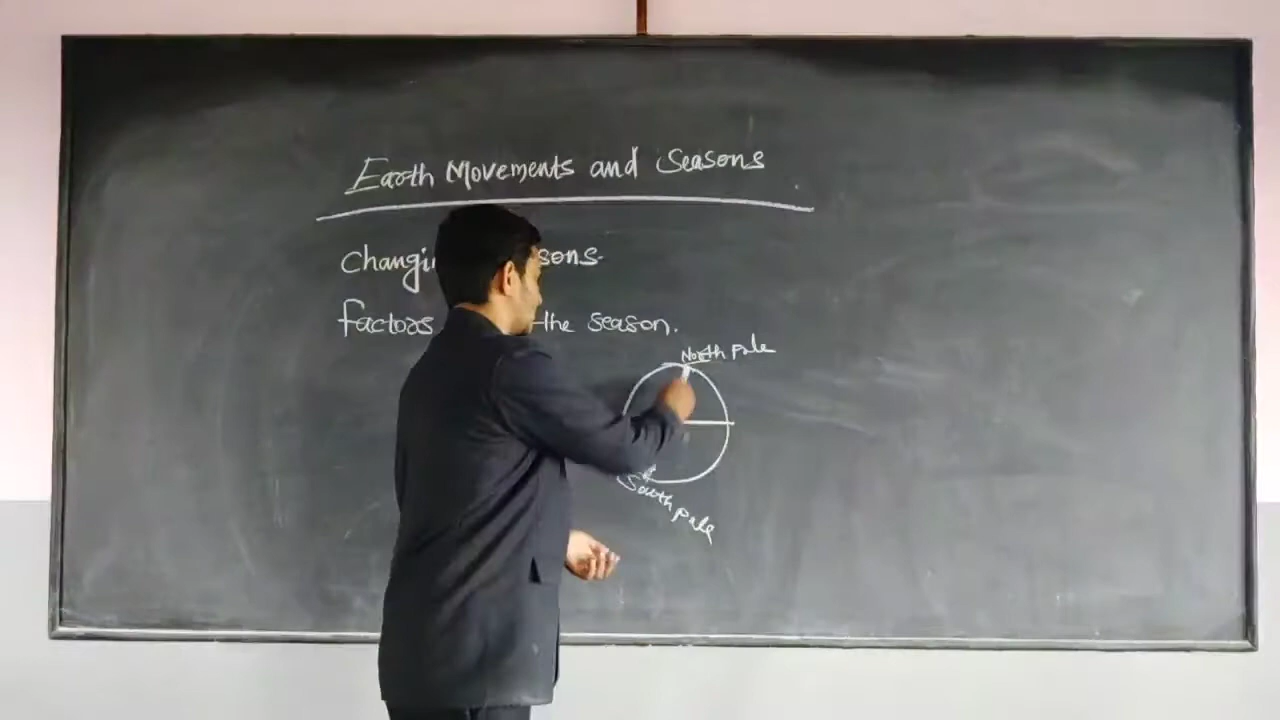 Earth Movements and Seasons
Changi sons.
factors the season.
North pole
South pole